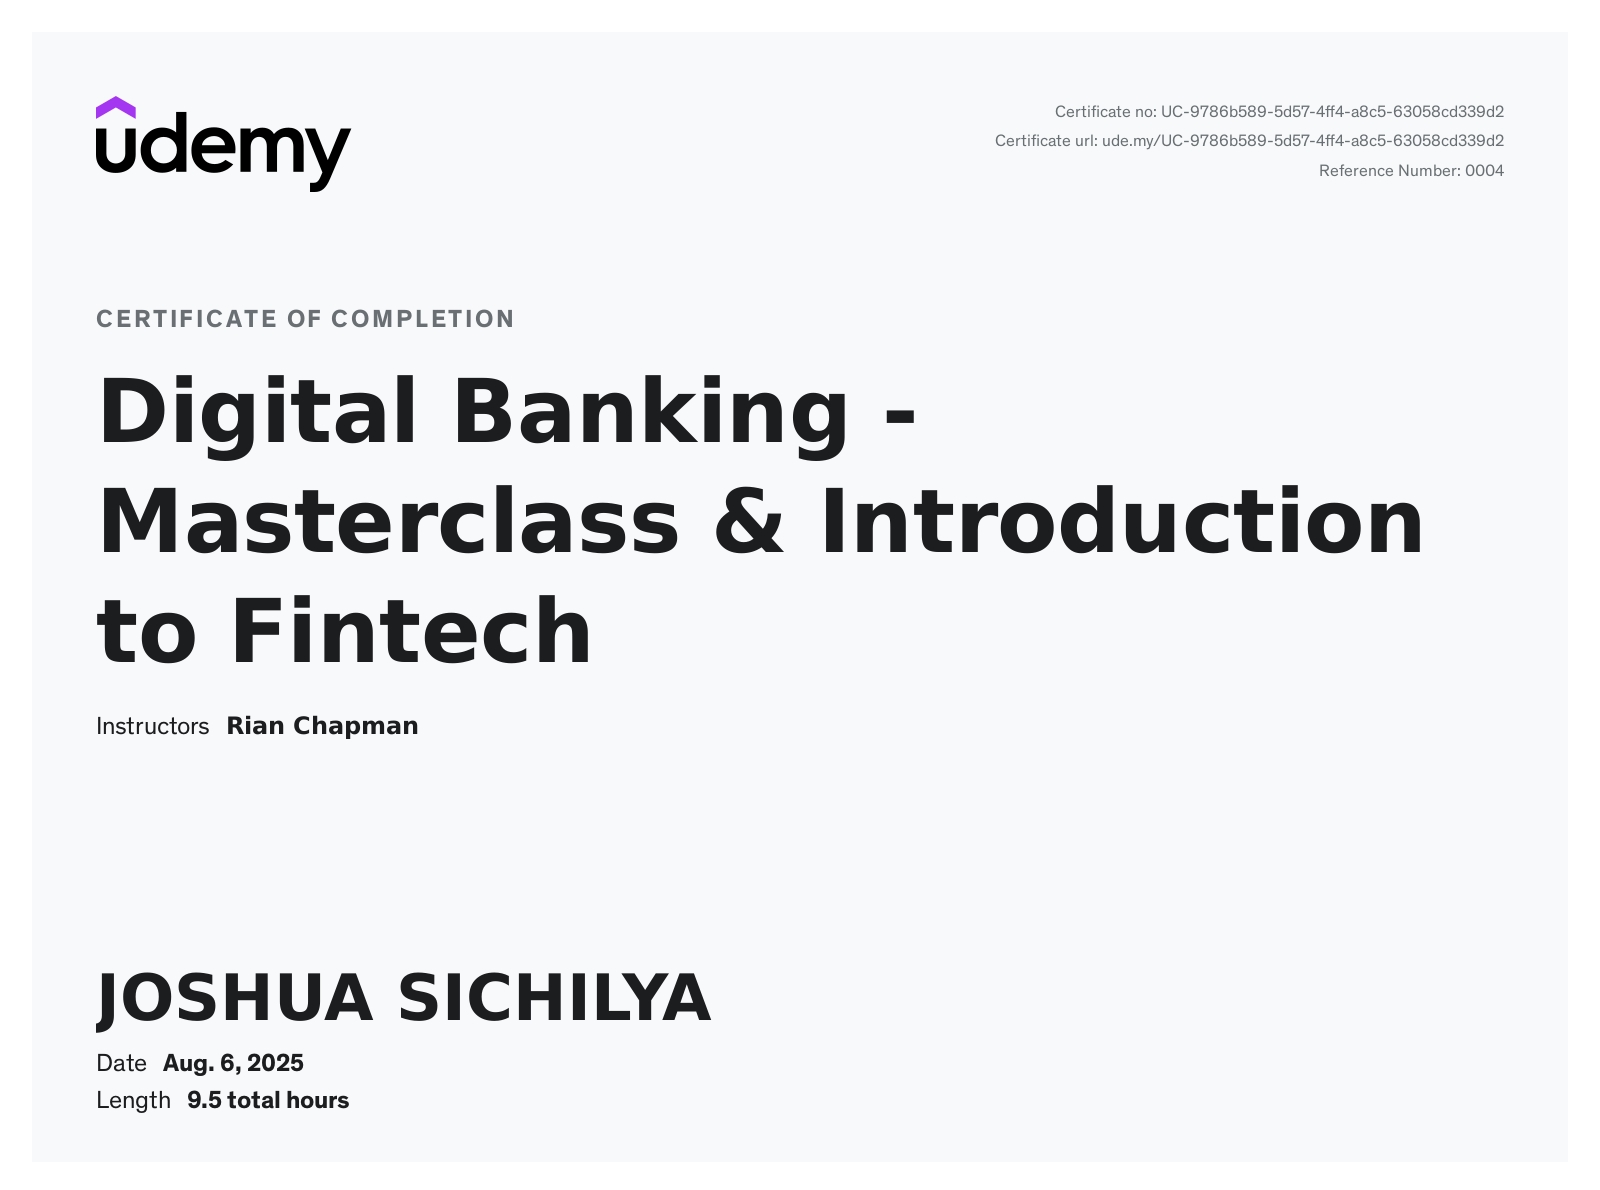 udemy
Certificate no: UC-9786b589-5d57-4ff4-a8c5-63058cd339d2
Certificate url: ude.my/UC-9786b589-5d57-4ff4-a8c5-63058cd339d2
Reference Number: 0004
CERTIFICATE OF COMPLETION
Digital Banking -
Masterclass & Introduction
to Fintech
Instructors Rian Chapman
JOSHUA SICHILYA
Date Aug. 6, 2025
Length 9.5 total hours